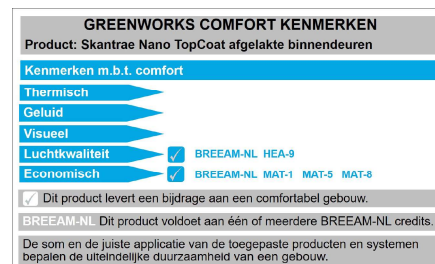 GREENWORKS COMFORT KENMERKEN
Product: Skantrae Nano TopCoat afgelakte binnendeuren
Kenmerken m.b.t. comfort
Thermisch
Geluid
Visueel
Luchtkwaliteit BREEAM-NL HEA-9
Economisch BREEAM-NL MAT-1 MAT-5 MAT-8
Dit product levert een bijdrage aan een comfortabel gebouw.
BREEAM-NL Dit product voldoet aan één of meerdere BREEAM-NL credits.
De som en de juiste applicatie van de toegepaste producten en systemen
bepalen de uiteindelijke duurzaamheid van een gebouw.